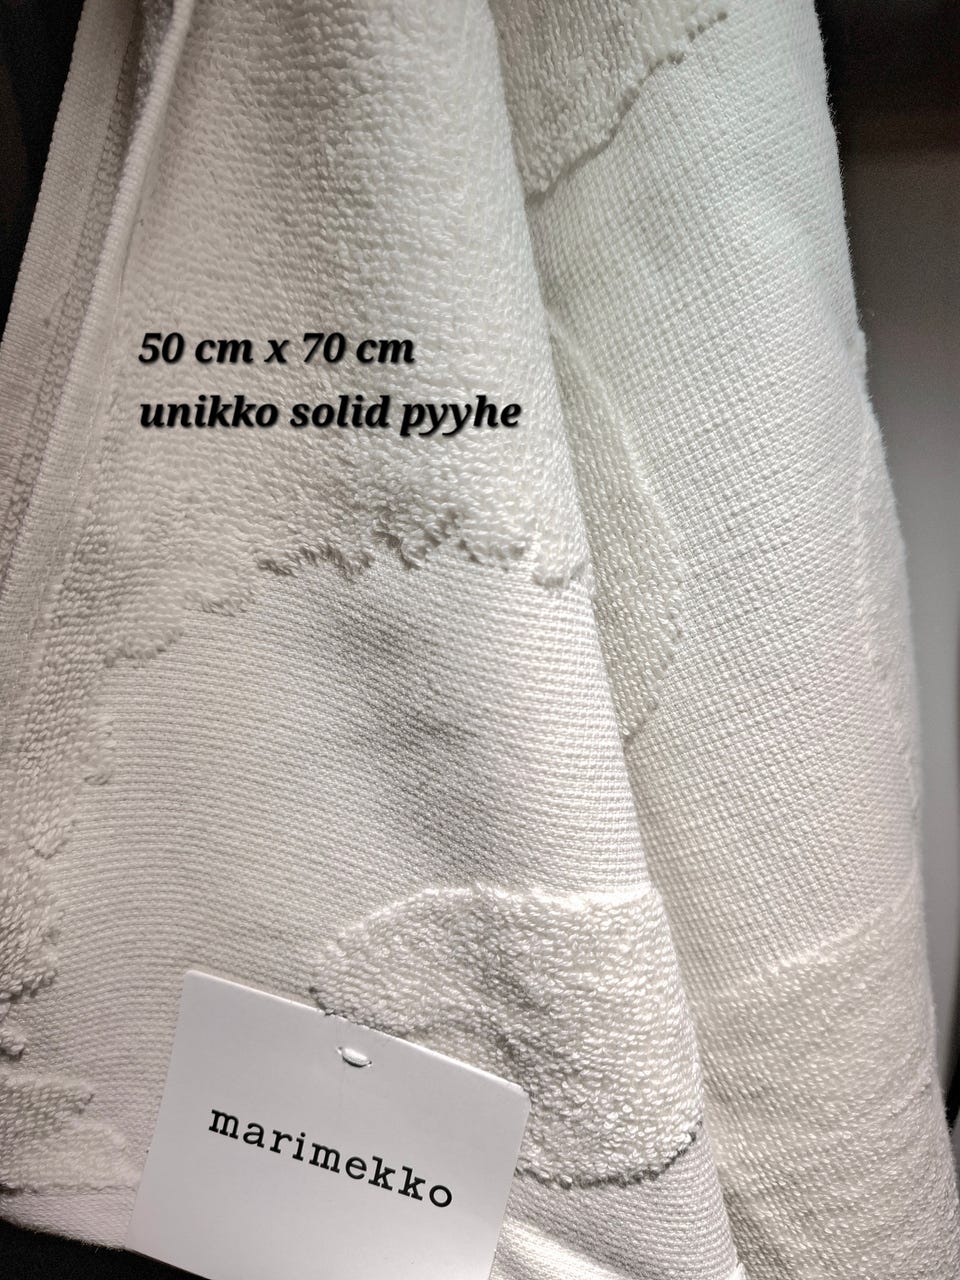 50 cm x 70 cm
unikko solid pyyhe
marimekko